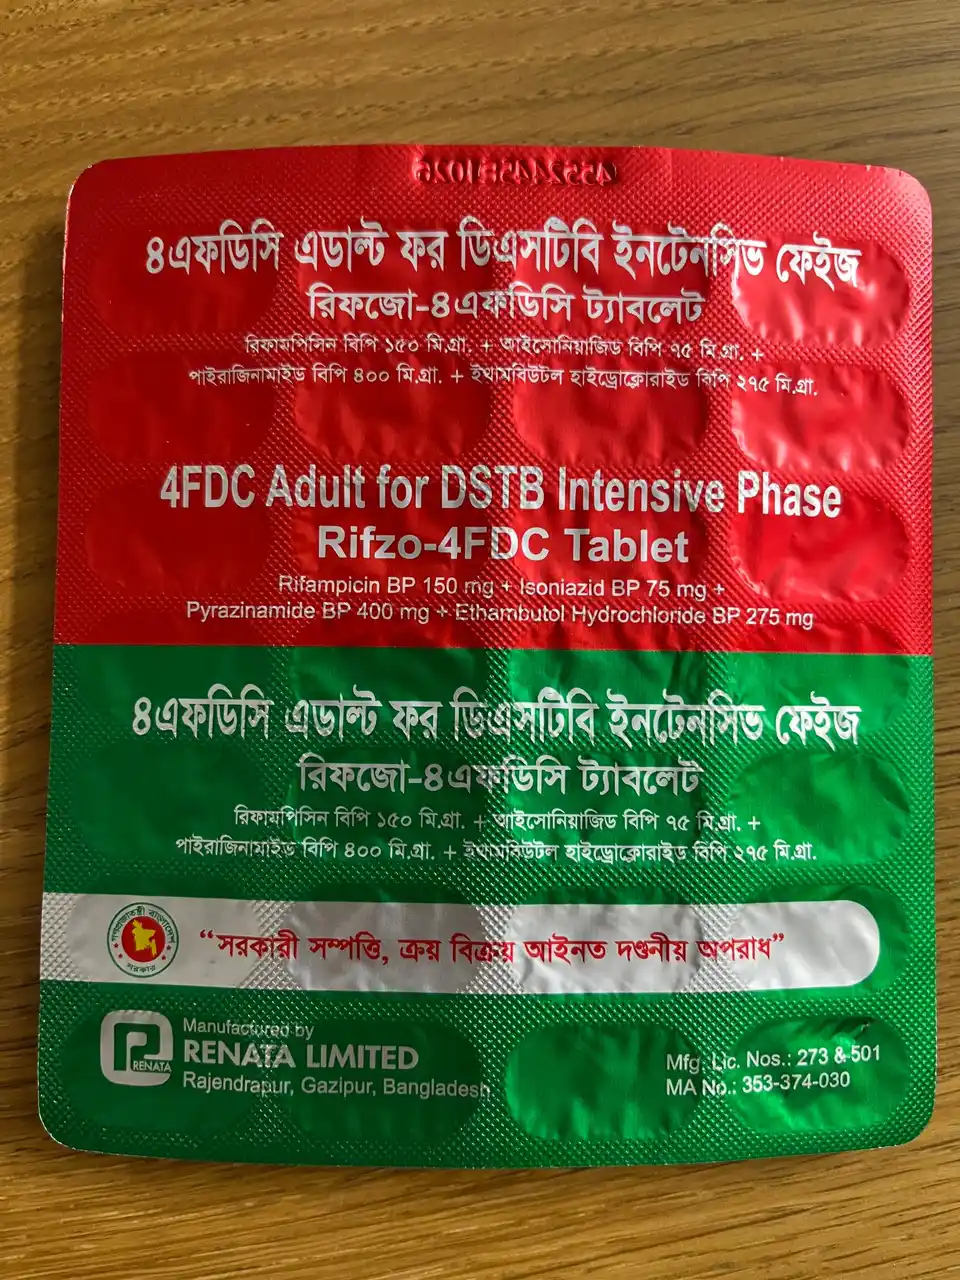 ৪এফডিসি এডাল্ট ফর ডিএসটিবি ইনটেনসিভ ফেইজ
রিফজো-৪এফডিসি ট্যাবলেট
রিফামপিসিন বিপি ১৫০ মি.গ্রা. + আইসোনিয়াজিড বিপি ৭৫ মি.গ্রা. +
পাইরাজিনামাইড বিপি ৪০০ মি.গ্রা. + ইথামবিউটল হাইড্রোক্লোরাইড বিপি ২৭৫ মি.গ্রা.
4FDC Adult for DSTB Intensive Phase
Rifzo-4FDC Tablet
Rifampicin BP 150 mg + Isoniazid BP 75 mg +
Pyrazinamide BP 400 mg + Ethambutol Hydrochloride BP 275 mg
৪এফডিসি এডাল্ট ফর ডিএসটিবি ইনটেনসিভ ফেইজ
রিফজো-৪এফডিসি ট্যাবলেট
রিফামপিসিন বিপি ১৫০ মি.গ্রা. + আইসোনিয়াজিড বিপি ৭৫ মি.গ্রা. +
পাইরাজিনামাইড বিপি ৪০০ মি.গ্রা. + ইথামবিউটল হাইড্রোক্লোরাইড বিপি ২৭৫ মি.গ্রা.
গণপ্রজাতন্ত্রী বাংলাদেশ
সরকার
“সরকারী সম্পত্তি, ক্রয় বিক্রয় আইনত দণ্ডনীয় অপরাধ”
RENATA
Manufactured by
RENATA LIMITED
Rajendrapur, Gazipur, Bangladesh
Mfg. Lic. Nos.: 273 & 501
MA No.: 353-374-030